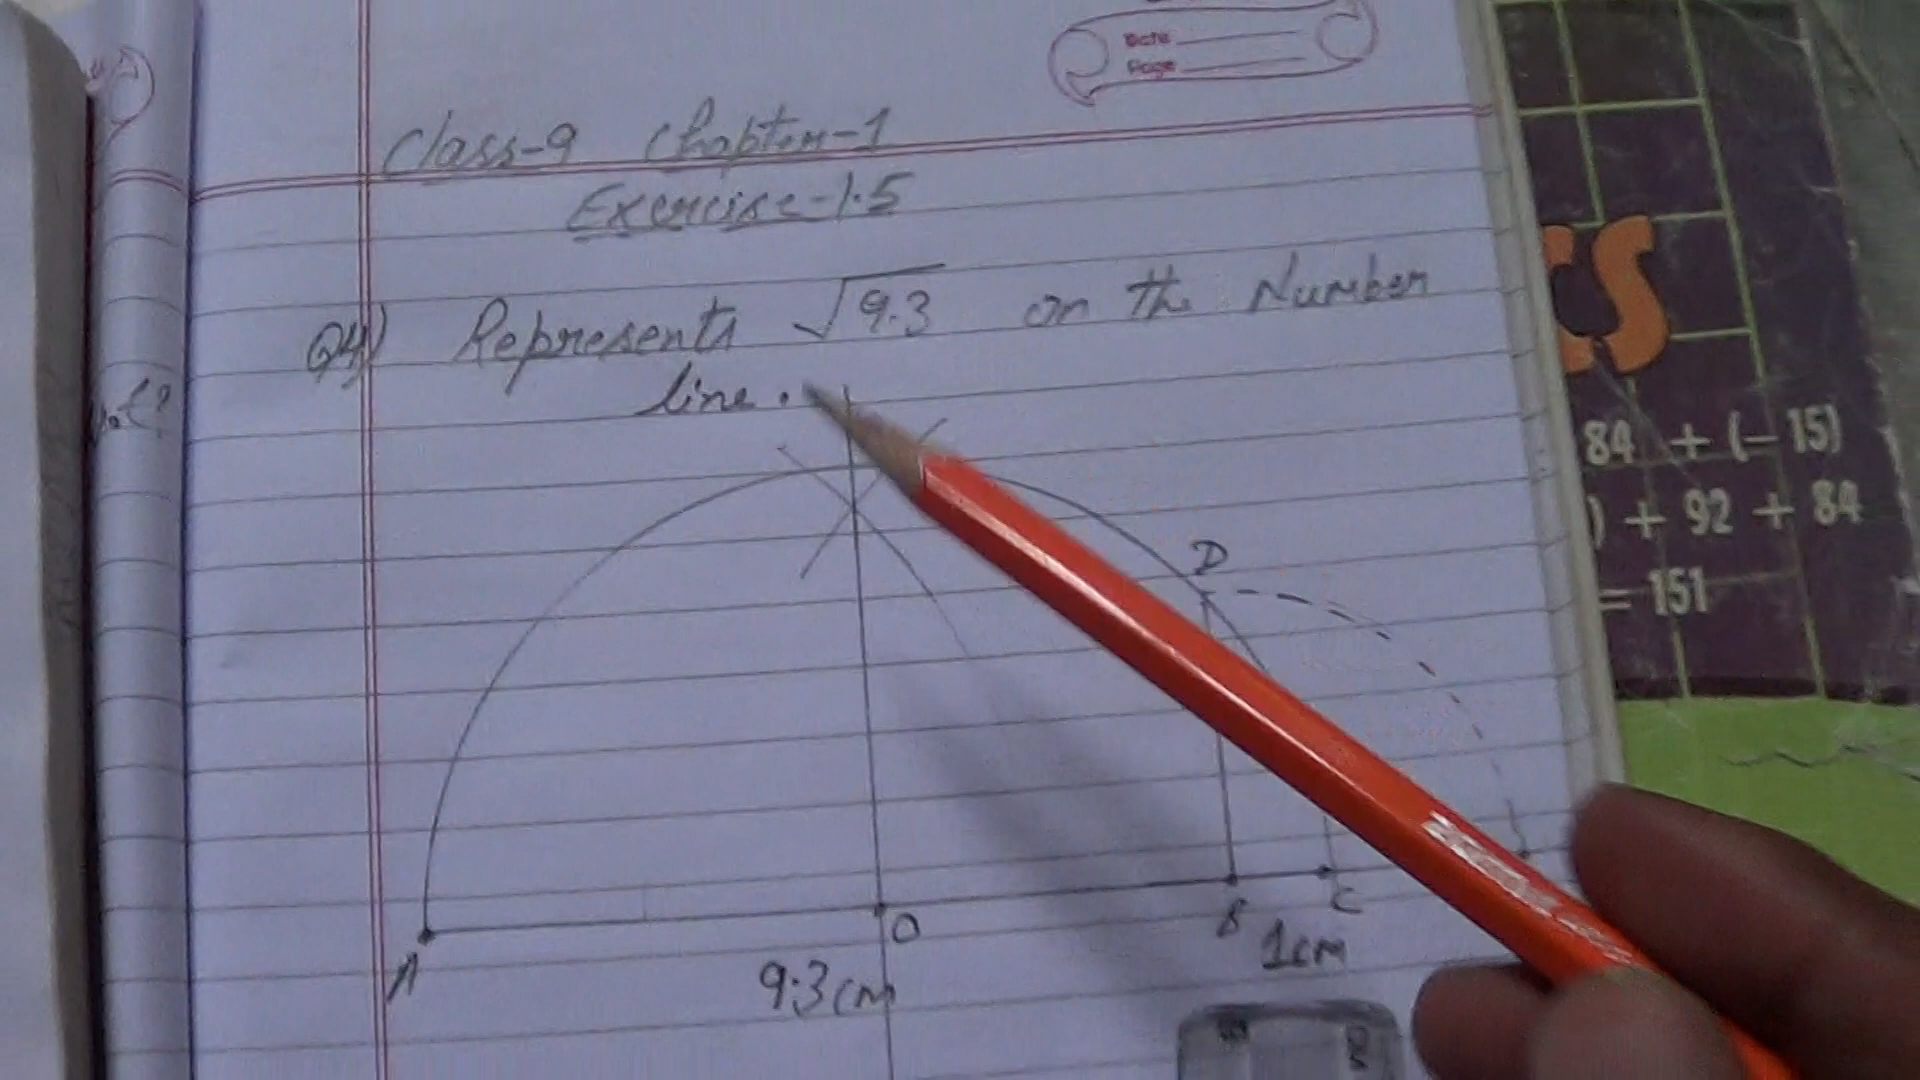 Date
Page
Class-9 Chapter-1
Exercise-1.5
Q4) Represents √9.3 on the Number
line.
D
A
O
B
C
9.3cm
1cm
CS
84 + (-15)
) + 92 + 84
= 151